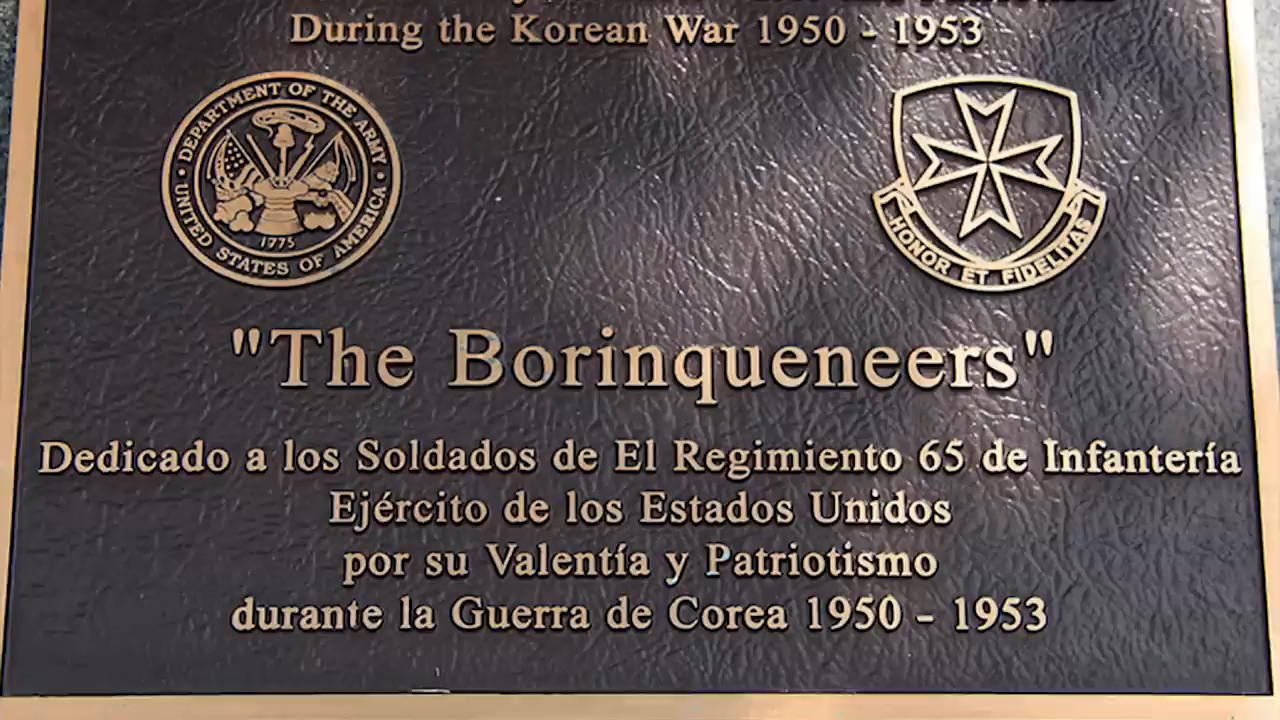 During the Korean War 1950 - 1953
DEPARTMENT OF THE ARMY
UNITED STATES OF AMERICA
1775
HONOR ET FIDELITAS
"The Borinqueneers"
Dedicado a los Soldados de El Regimiento 65 de Infantería
Ejército de los Estados Unidos
por su Valentía y Patriotismo
durante la Guerra de Corea 1950 - 1953